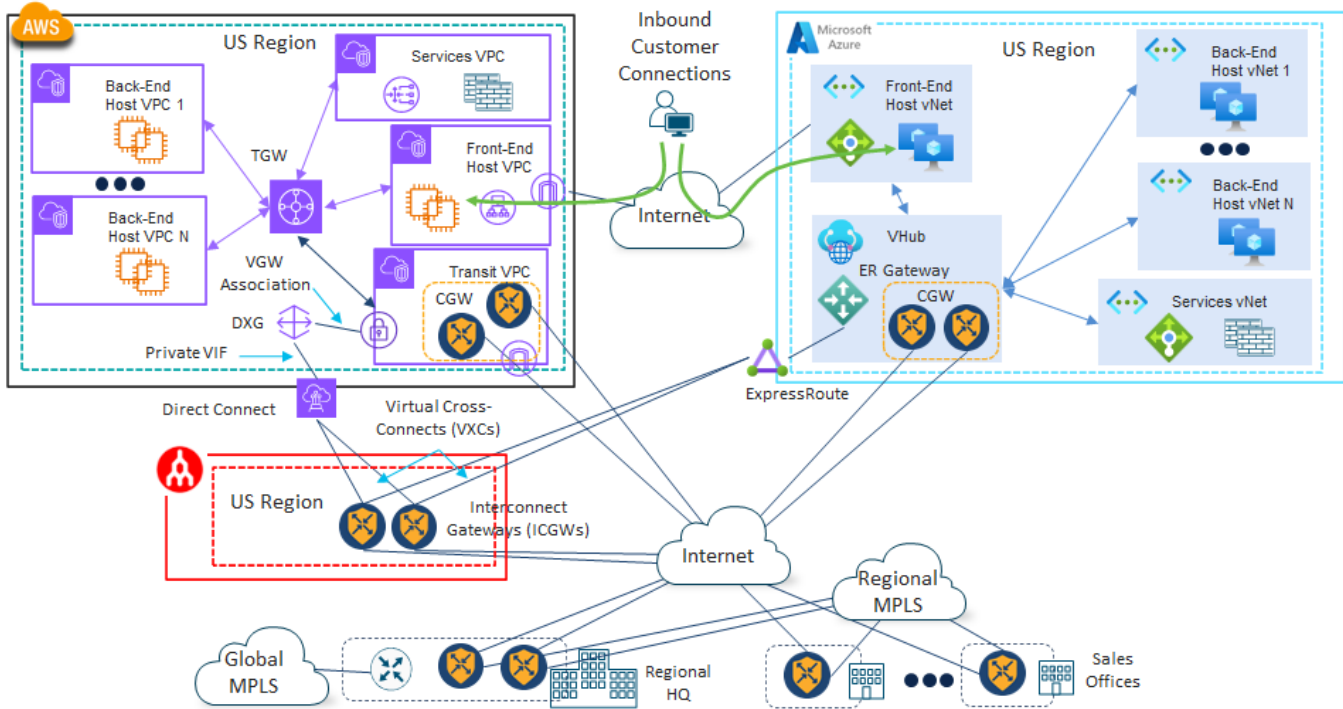 AWS
US Region
Back-End
Host VPC 1
Services VPC
TGW
Front-End
Host VPC
Back-End
Host VPC N
VGW
Association
Transit VPC
CGW
DXG
Private VIF
Direct Connect
Virtual Cross-
Connects (VXCs)
Inbound
Customer
Connections
Internet
Microsoft
Azure
US Region
Front-End
Host vNet
Back-End
Host vNet 1
Back-End
Host vNet N
VHub
ER Gateway
CGW
Services vNet
ExpressRoute
US Region
Interconnect
Gateways (ICGWs)
Internet
Regional
MPLS
Global
MPLS
Regional
HQ
Sales
Offices